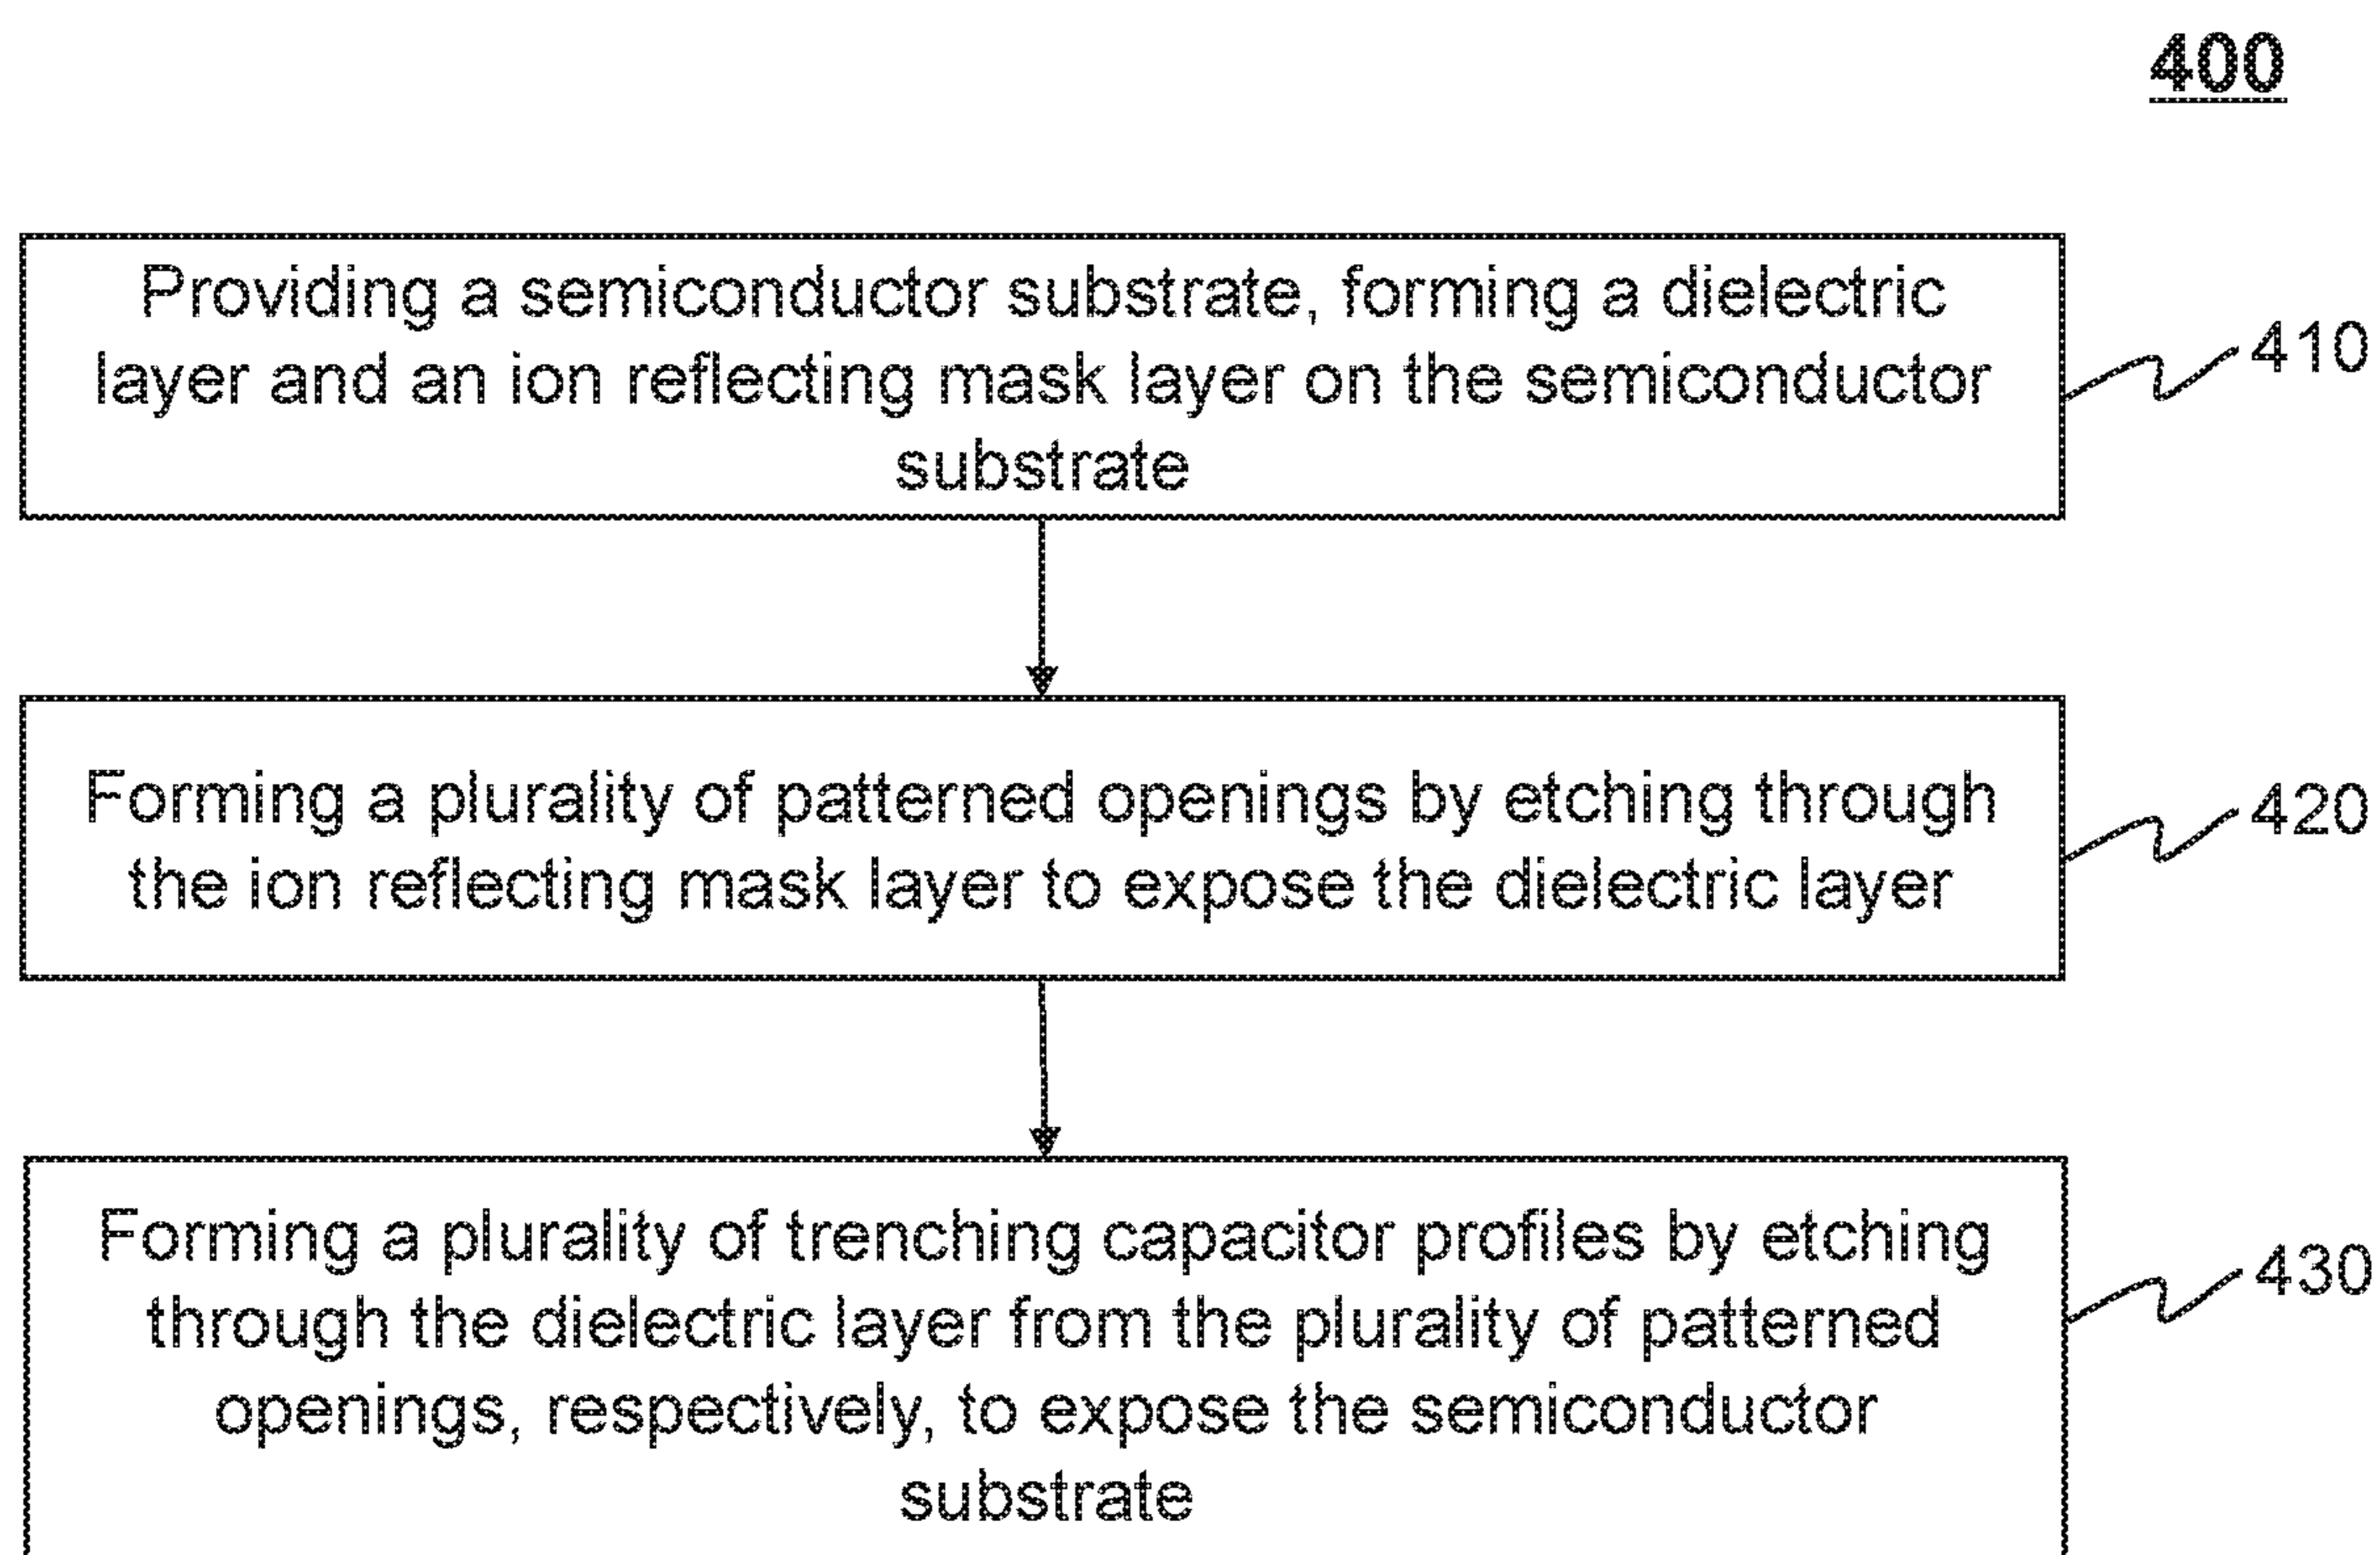 400
Providing a semiconductor substrate, forming a dielectric
layer and an ion reflecting mask layer on the semiconductor
substrate
410
Forming a plurality of patterned openings by etching through
the ion reflecting mask layer to expose the dielectric layer
420
Forming a plurality of trenching capacitor profiles by etching
through the dielectric layer from the plurality of patterned
openings, respectively, to expose the semiconductor
substrate
430